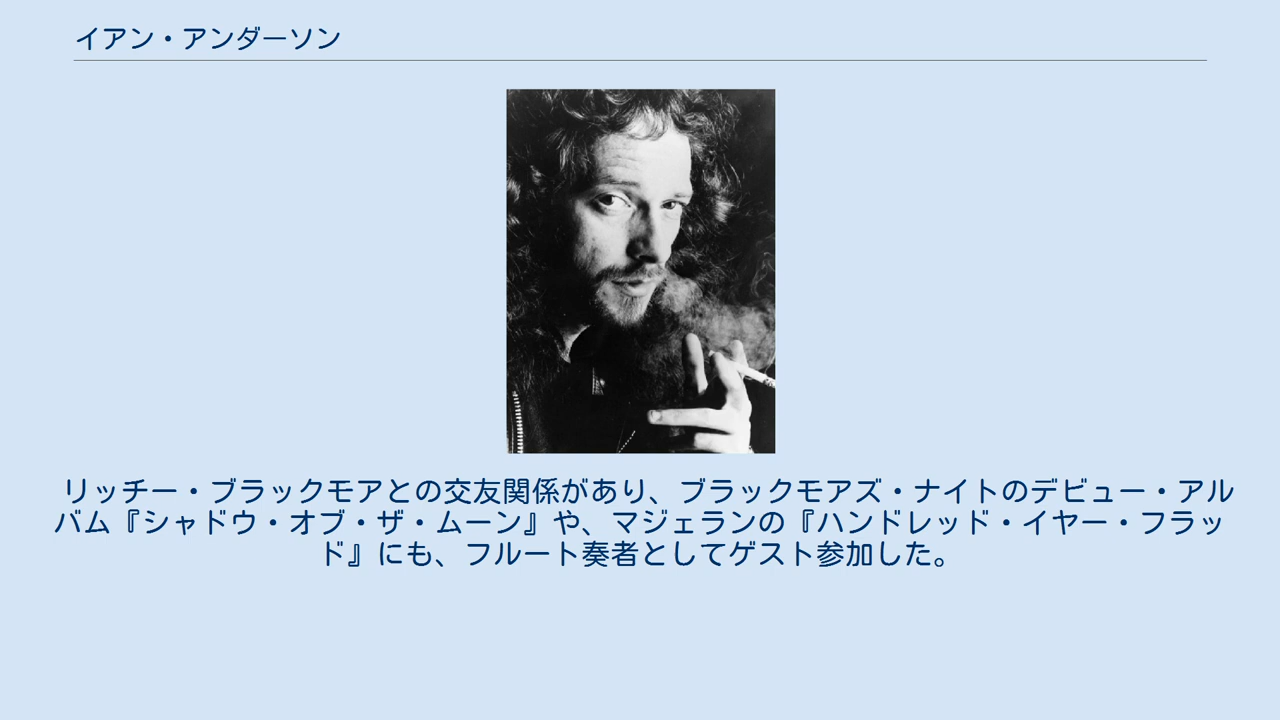 イアン・アンダーソン
リッチー・ブラックモアとの交友関係があり、ブラックモアズ・ナイトのデビュー・アル
バム『シャドウ・オブ・ザ・ムーン』や、マジェランの『ハンドレッド・イヤー・フラッ
ド』にも、フルート奏者としてゲスト参加した。